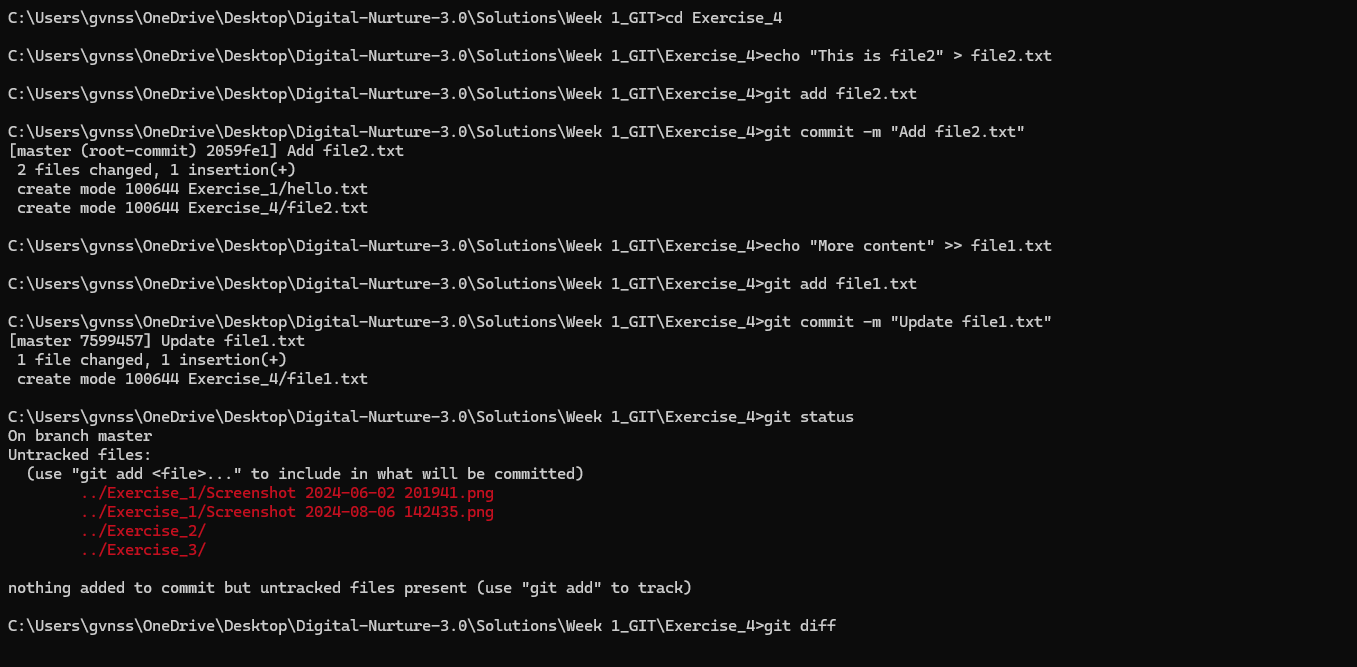 C:\Users\gvnss\OneDrive\Desktop\Digital-Nurture-3.0\Solutions\Week 1_GIT>cd Exercise_4
C:\Users\gvnss\OneDrive\Desktop\Digital-Nurture-3.0\Solutions\Week 1_GIT\Exercise_4>echo "This is file2" > file2.txt
C:\Users\gvnss\OneDrive\Desktop\Digital-Nurture-3.0\Solutions\Week 1_GIT\Exercise_4>git add file2.txt
C:\Users\gvnss\OneDrive\Desktop\Digital-Nurture-3.0\Solutions\Week 1_GIT\Exercise_4>git commit -m "Add file2.txt"
[master (root-commit) 2059fe1] Add file2.txt
 2 files changed, 1 insertion(+)
 create mode 100644 Exercise_1/hello.txt
 create mode 100644 Exercise_4/file2.txt
C:\Users\gvnss\OneDrive\Desktop\Digital-Nurture-3.0\Solutions\Week 1_GIT\Exercise_4>echo "More content" >> file1.txt
C:\Users\gvnss\OneDrive\Desktop\Digital-Nurture-3.0\Solutions\Week 1_GIT\Exercise_4>git add file1.txt
C:\Users\gvnss\OneDrive\Desktop\Digital-Nurture-3.0\Solutions\Week 1_GIT\Exercise_4>git commit -m "Update file1.txt"
[master 7599457] Update file1.txt
 1 file changed, 1 insertion(+)
 create mode 100644 Exercise_4/file1.txt
C:\Users\gvnss\OneDrive\Desktop\Digital-Nurture-3.0\Solutions\Week 1_GIT\Exercise_4>git status
On branch master
Untracked files:
  (use "git add <file>..." to include in what will be committed)
        ../Exercise_1/Screenshot 2024-06-02 201941.png
        ../Exercise_1/Screenshot 2024-08-06 142435.png
        ../Exercise_2/
        ../Exercise_3/
nothing added to commit but untracked files present (use "git add" to track)
C:\Users\gvnss\OneDrive\Desktop\Digital-Nurture-3.0\Solutions\Week 1_GIT\Exercise_4>git diff